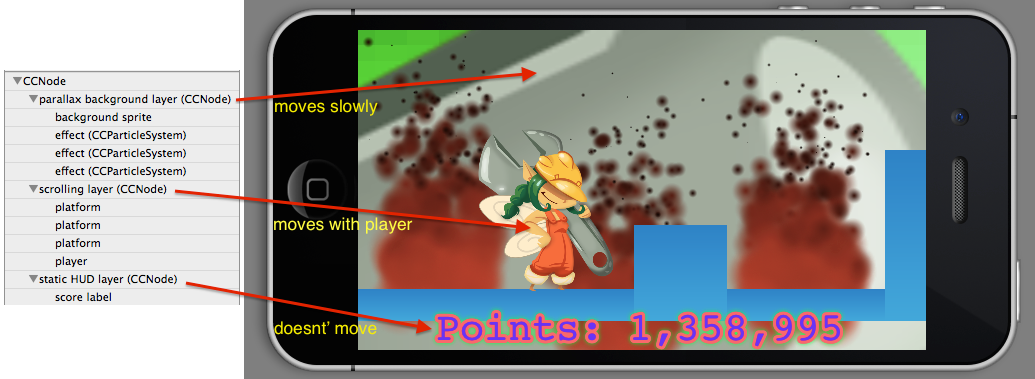 CCNode
parallax background layer (CCNode)
background sprite
effect (CCParticleSystem)
effect (CCParticleSystem)
effect (CCParticleSystem)
scrolling layer (CCNode)
platform
platform
platform
player
static HUD layer (CCNode)
score label
moves slowly
moves with player
doesnt' move
Points: 1,358,995